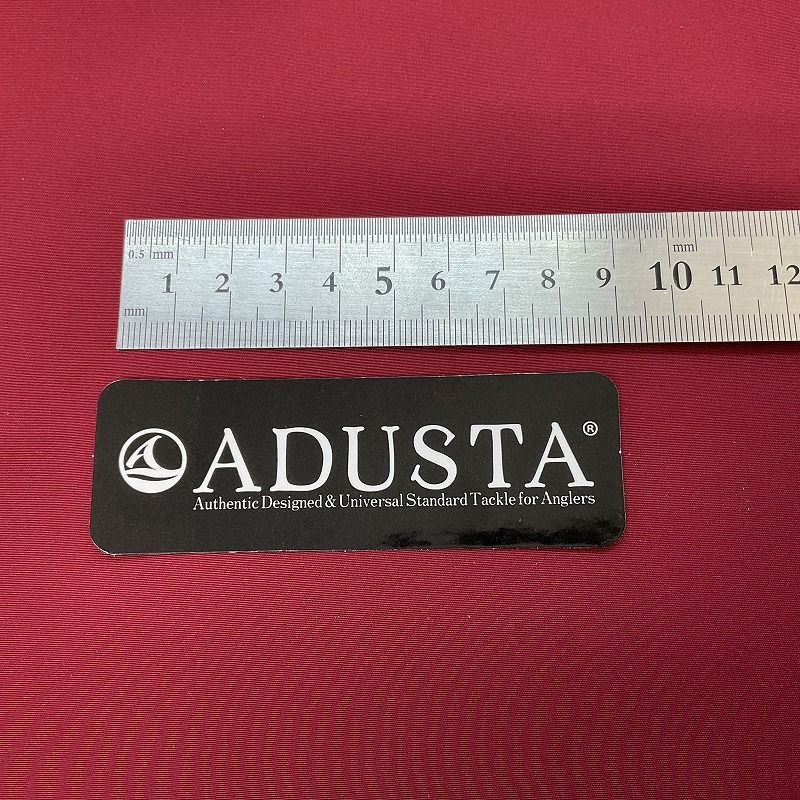 0.5 mm mm
1 2 3 4 5 6 7 8 9 10 11 12
mm
ADUSTA®
Authentic Designed & Universal Standard Tackle for Anglers